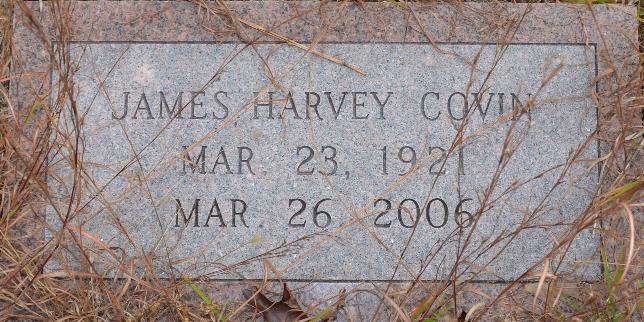 JAMES HARVEY COVIN
MAR. 23, 1921
MAR. 26 2006